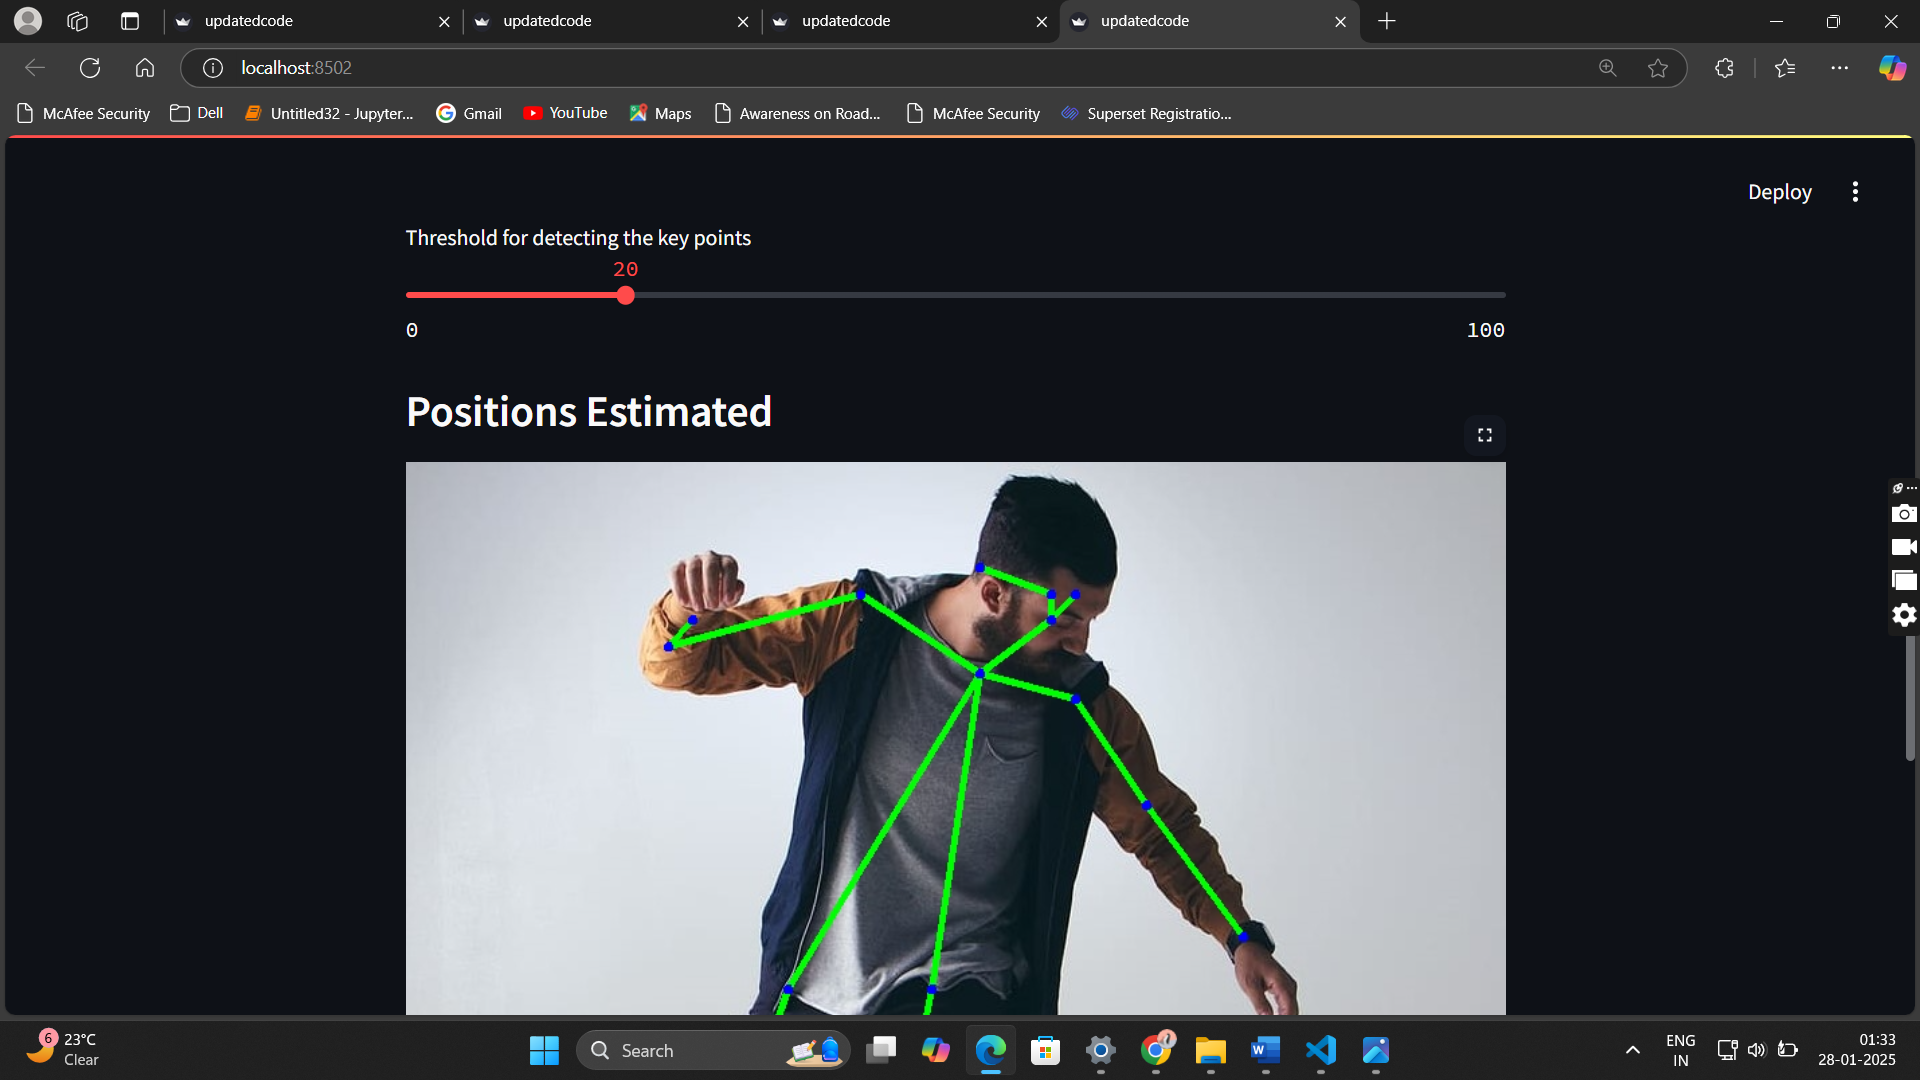 updatedcode
updatedcode
updatedcode
updatedcode
localhost:8502
McAfee Security
Dell
Untitled32 - Jupyter...
Gmail
YouTube
Maps
Awareness on Road...
McAfee Security
Superset Registratio...
Deploy
Threshold for detecting the key points
20
0
100
Positions Estimated
6
23°C
Clear
Search
ENG
IN
01:33
28-01-2025